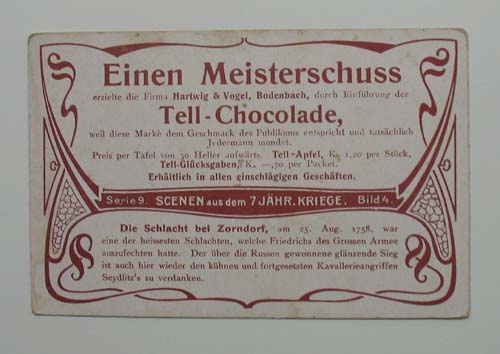 Einen Meisterschuss
erzielte die Firma Hartwig & Vogel, Bodenbach, durch Einführung der
Tell-Chocolade,
weil diese Marke dem Geschmack des Publikums entspricht und tatsächlich
Jedermann mundet.
Preis per Tafel von 30 Heller aufwärts. Tell-Apfel, K. 1,20 per Stück,
Tell-Glücksgaben, K. —,70 per Packet.
Erhältlich in allen einschlägigen Geschäften.
Serie 9. SCENEN aus dem 7 JÄHR. KRIEGE. Bild 4.
Die Schlacht bei Zorndorf, am 25. Aug. 1758, war
eine der heissesten Schlachten, welche Friedrichs des Grossen Armee
auszufechten hatte. Der über die Russen gewonnene glänzende Sieg
ist auch hier wieder den kühnen und fortgesetzten Kavallerieangriffen
Seydlitz's zu verdanken.